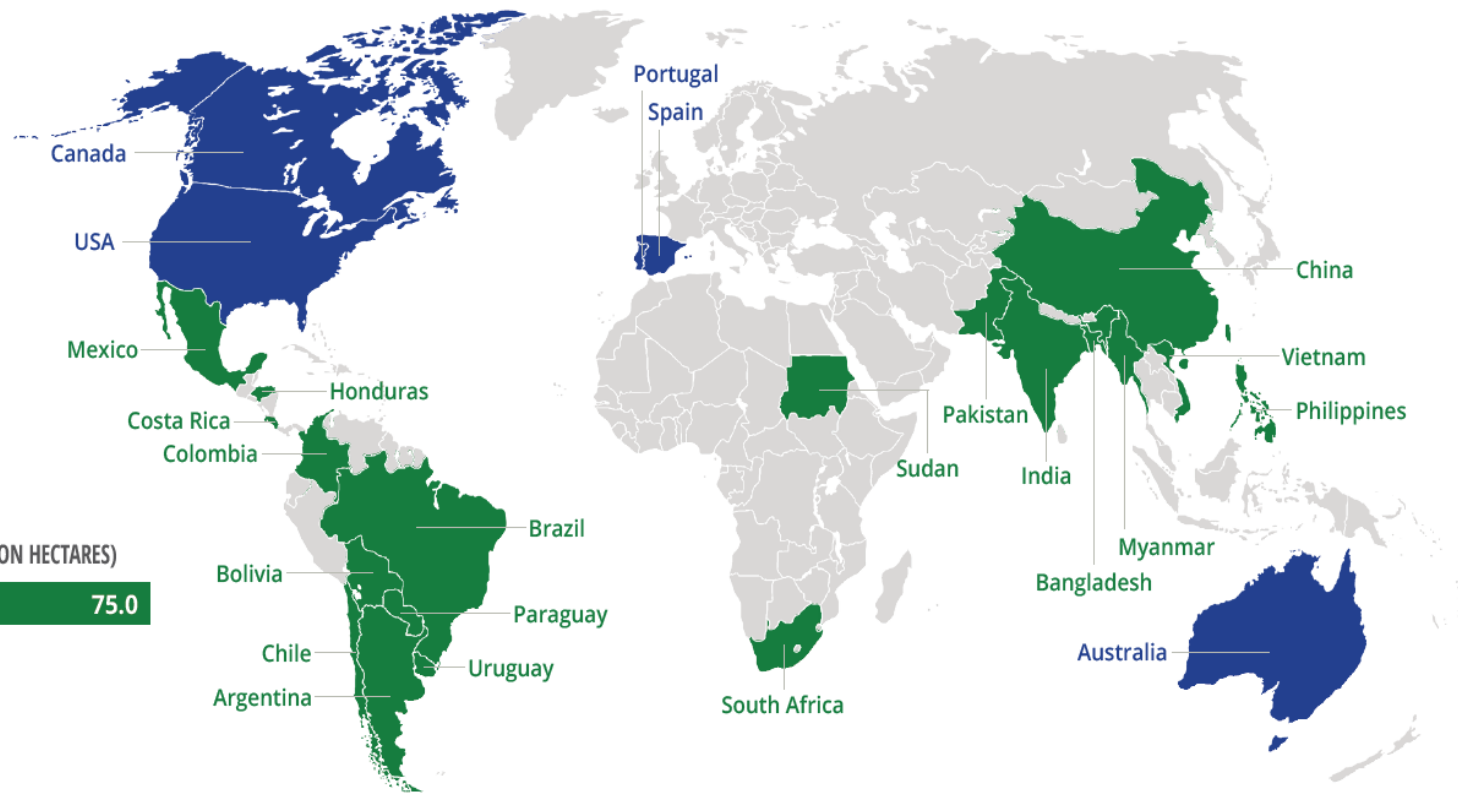 Portugal
Spain
Canada
USA
China
Mexico
Vietnam
Honduras
Pakistan
Philippines
Costa Rica
Colombia
Sudan
India
Brazil
ON HECTARES)
Myanmar
Bolivia
Bangladesh
75.0
Paraguay
Chile
Australia
Uruguay
Argentina
South Africa